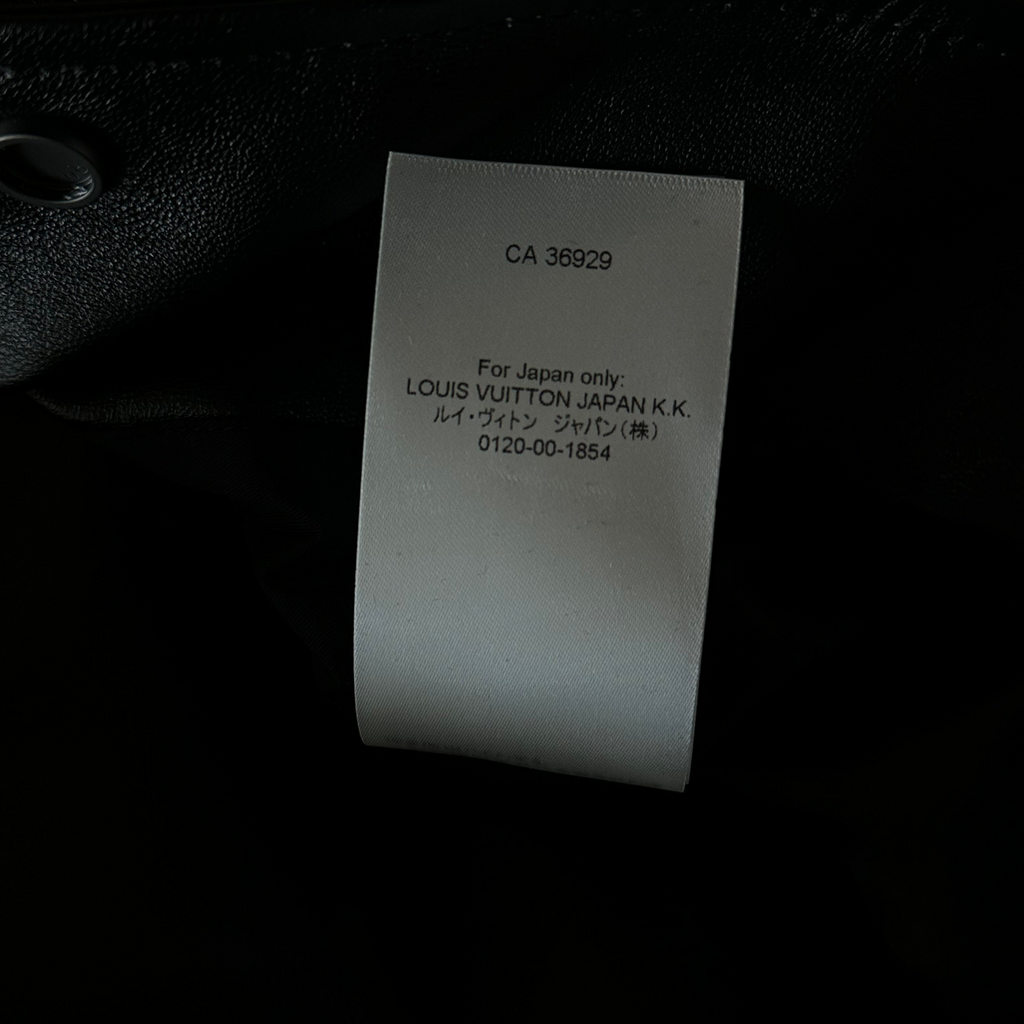 CA 36929
For Japan only:
LOUIS VUITTON JAPAN K.K.
ルイ・ヴィトン ジャパン(株)
0120-00-1854